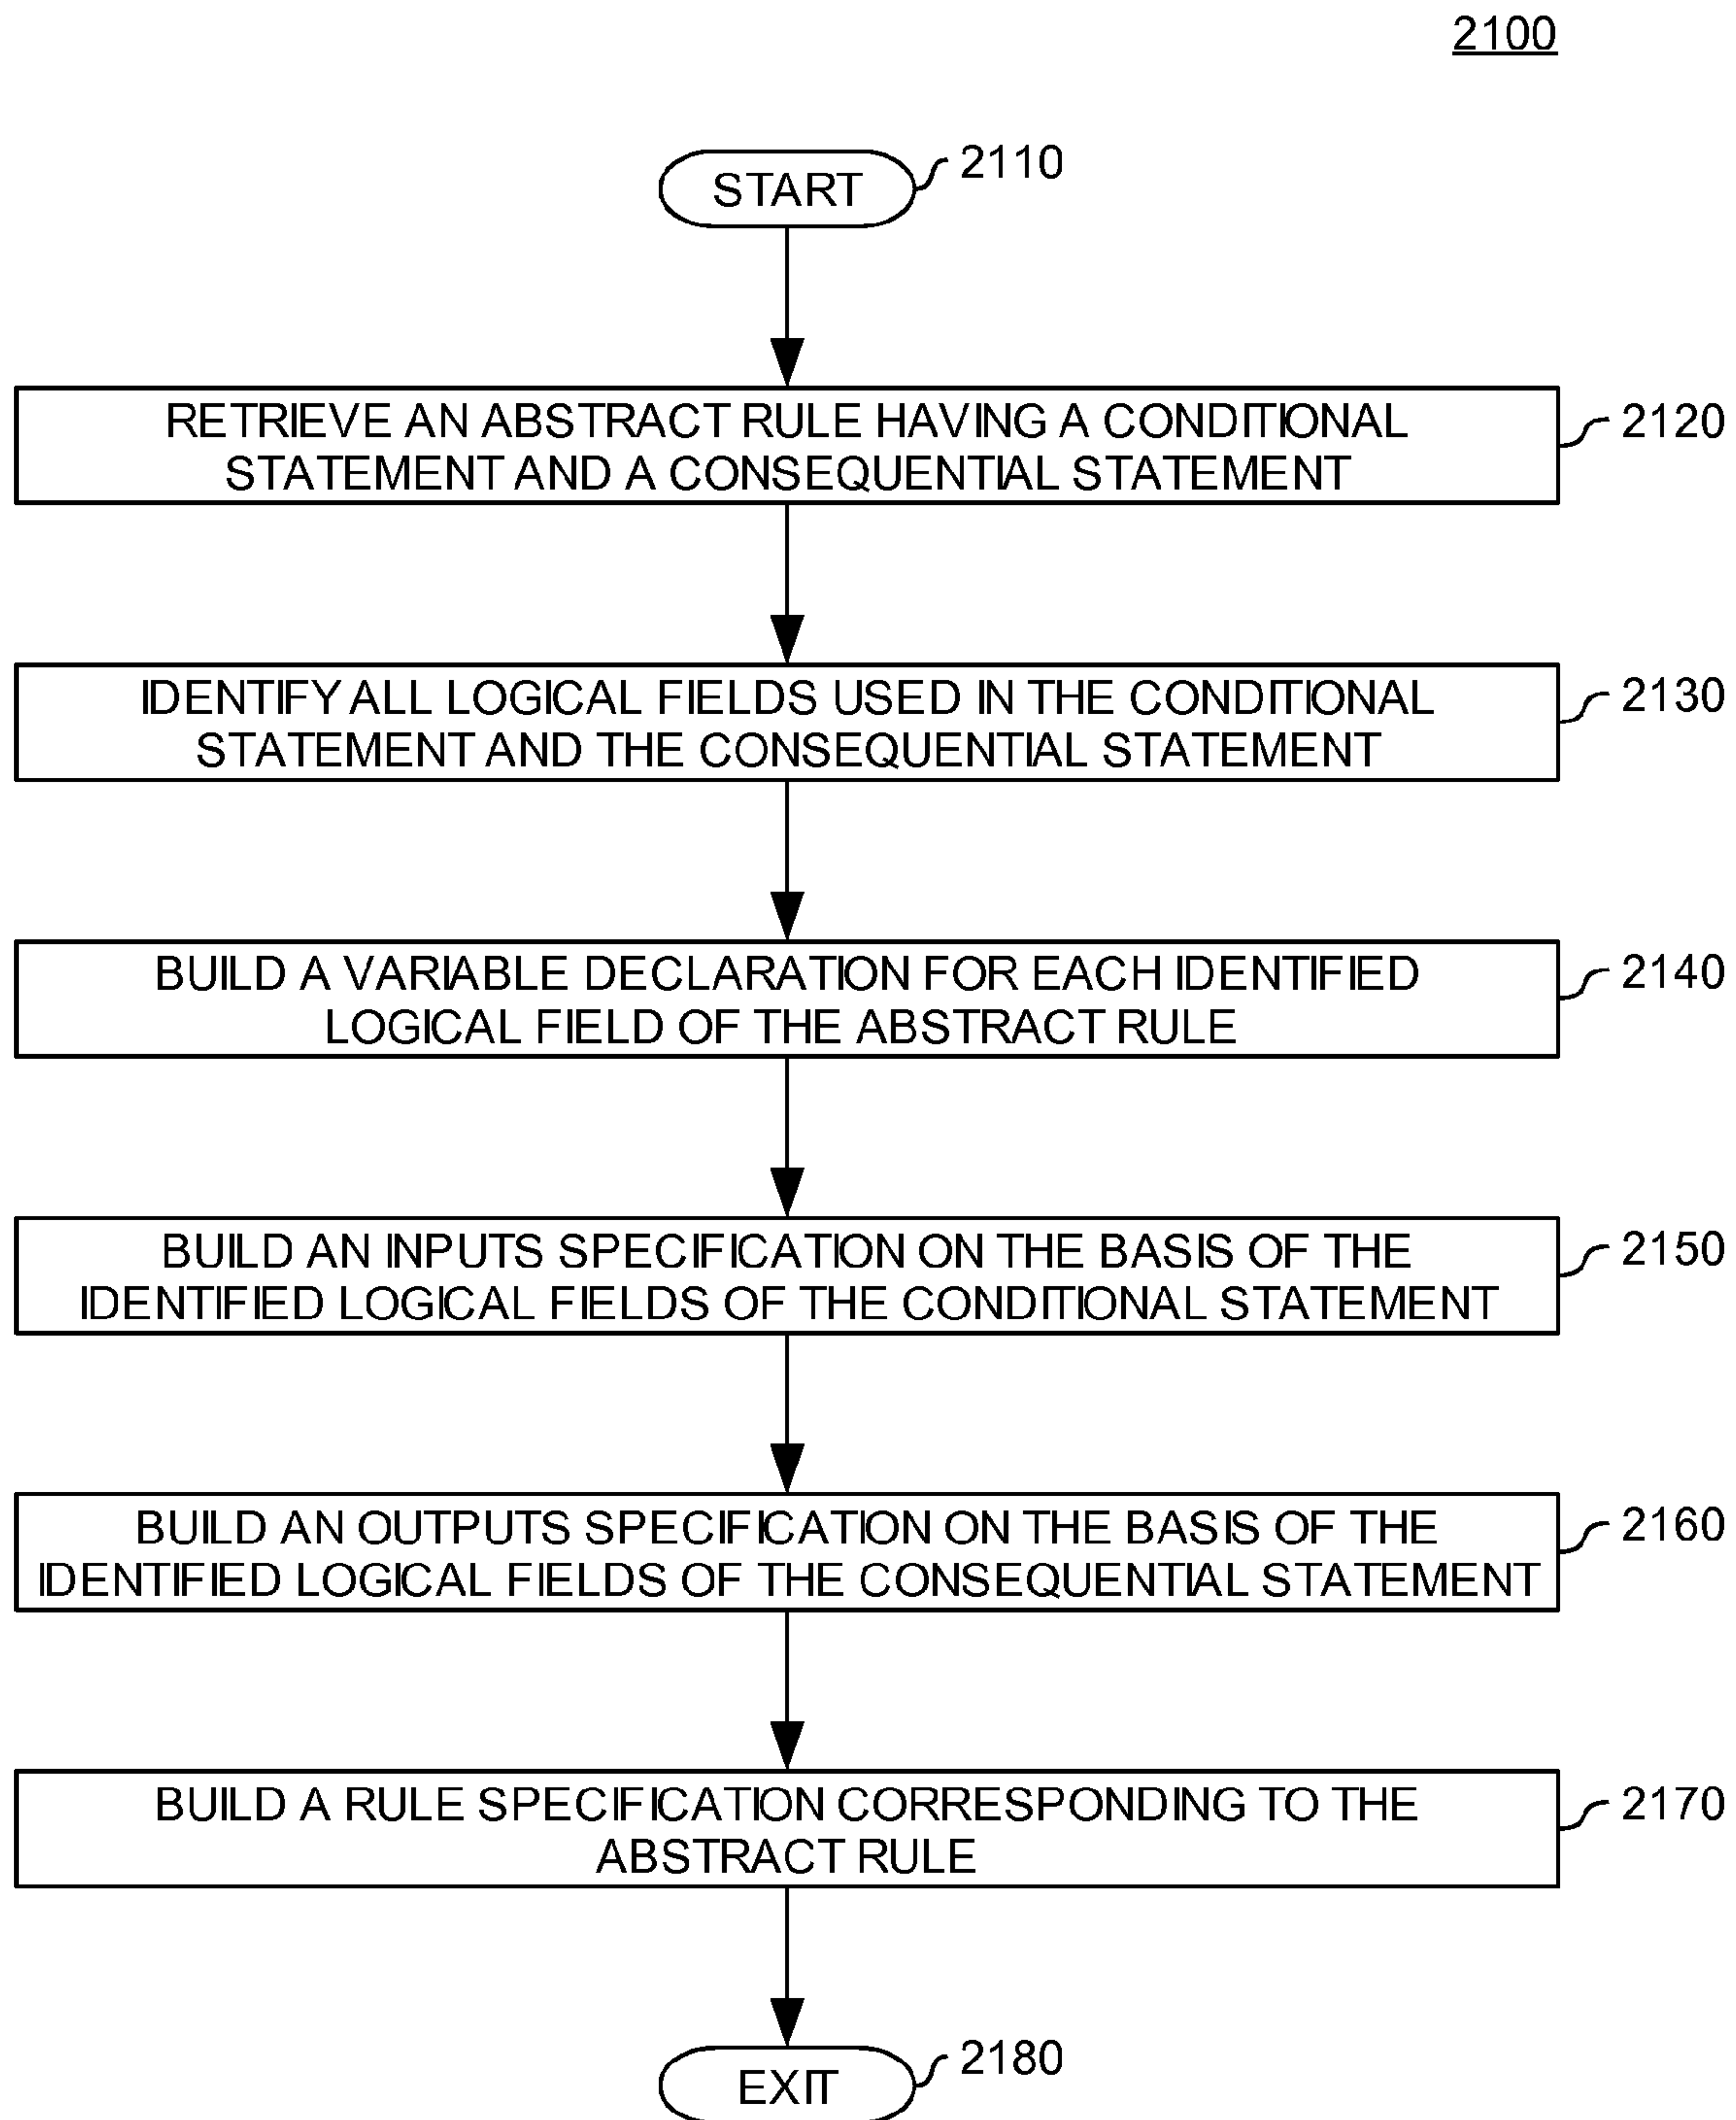 2100
START
2110
RETRIEVE AN ABSTRACT RULE HAVING A CONDITIONAL
STATEMENT AND A CONSEQUENTIAL STATEMENT
2120
IDENTIFY ALL LOGICAL FIELDS USED IN THE CONDITIONAL
STATEMENT AND THE CONSEQUENTIAL STATEMENT
2130
BUILD A VARIABLE DECLARATION FOR EACH IDENTIFIED
LOGICAL FIELD OF THE ABSTRACT RULE
2140
BUILD AN INPUTS SPECIFICATION ON THE BASIS OF THE
IDENTIFIED LOGICAL FIELDS OF THE CONDITIONAL STATEMENT
2150
BUILD AN OUTPUTS SPECIFICATION ON THE BASIS OF THE
IDENTIFIED LOGICAL FIELDS OF THE CONSEQUENTIAL STATEMENT
2160
BUILD A RULE SPECIFICATION CORRESPONDING TO THE
ABSTRACT RULE
2170
EXIT
2180